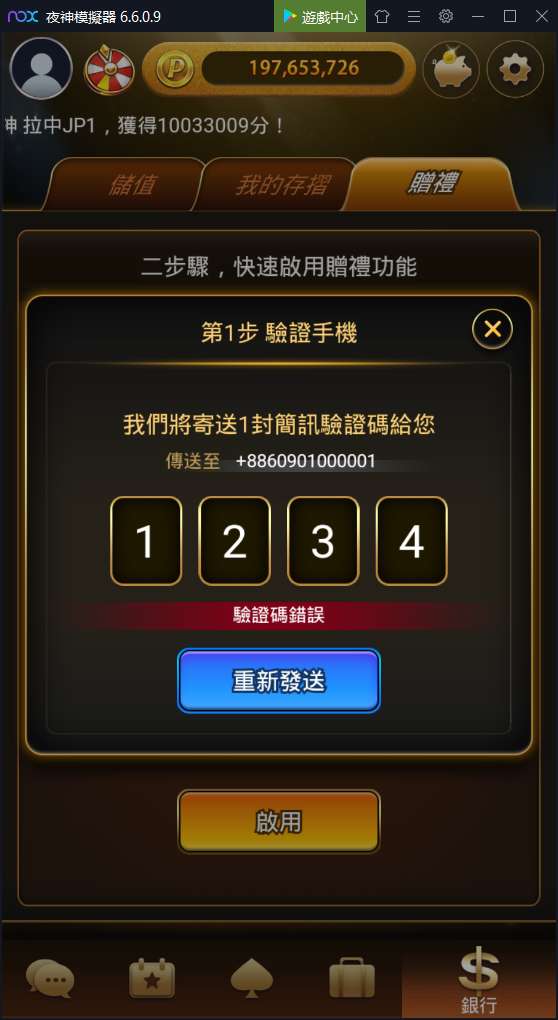 nox 夜神模擬器 6.6.0.9 遊戲中心
P 197,653,726
神 拉中JP1，獲得10033009分！
儲值 我的存摺 贈禮
二步驟，快速啟用贈禮功能
第1步 驗證手機
我們將寄送1封簡訊驗證碼給您
傳送至 +8860901000001
1 2 3 4
驗證碼錯誤
重新發送
啟用
銀行